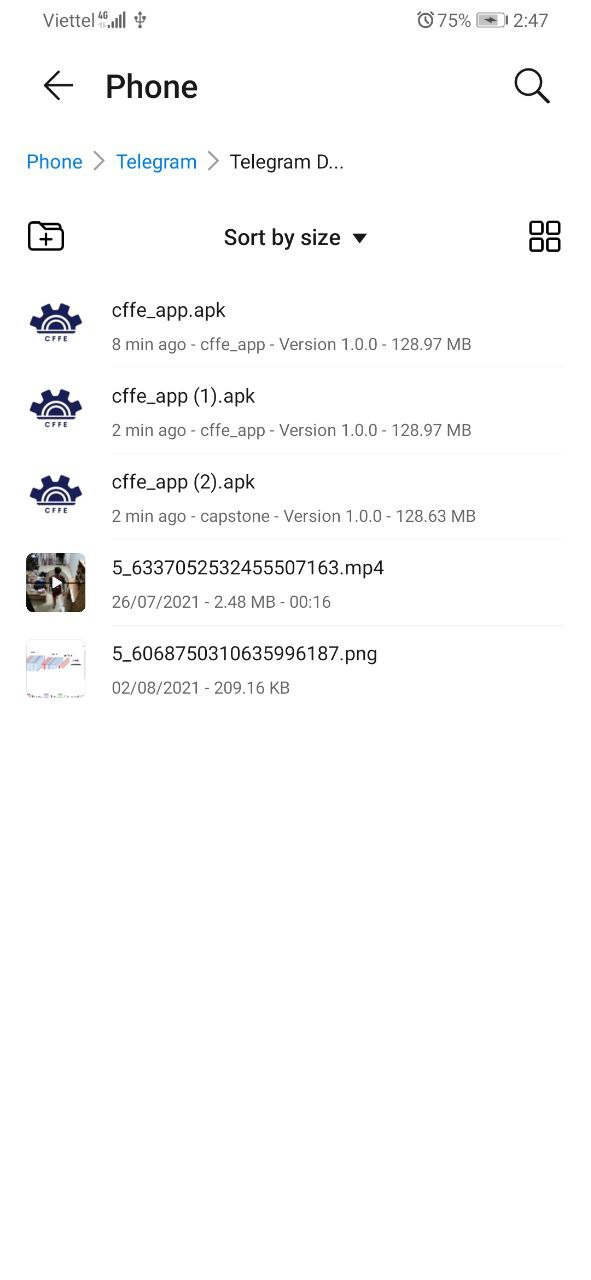 Viettel 4G 75% 2:47
Phone
Phone Telegram Telegram D...
Sort by size
cffe_app.apk
8 min ago - cffe_app - Version 1.0.0 - 128.97 MB
CFFE
cffe_app (1).apk
2 min ago - cffe_app - Version 1.0.0 - 128.97 MB
CFFE
cffe_app (2).apk
2 min ago - capstone - Version 1.0.0 - 128.63 MB
CFFE
5_6337052532455507163.mp4
26/07/2021 - 2.48 MB - 00:16
5_6068750310635996187.png
02/08/2021 - 209.16 KB